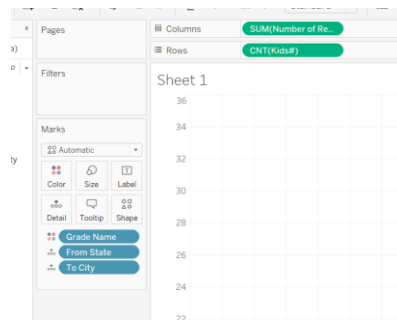 Pages
Columns
SUM(Number of Re..
a)
Rows
CNT(Kids#)
Filters
Sheet 1
36
Marks
34
Automatic
ty
32
Color
Size
Label
30
Detail
Tooltip
Shape
28
Grade Name
From State
26
To City
24
22